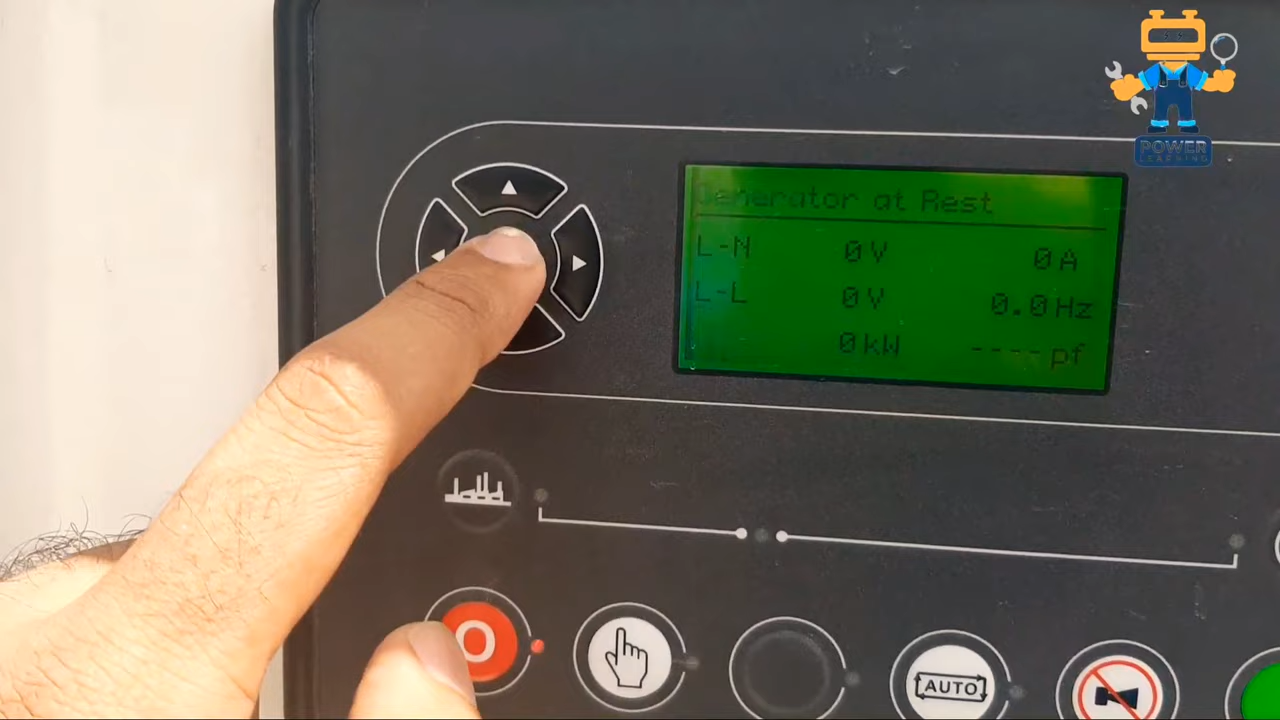 POWER
LEARNING
Generator at Rest
L-N 0V 0A
L-L 0V 0.0Hz
0kW ----pf
AUTO